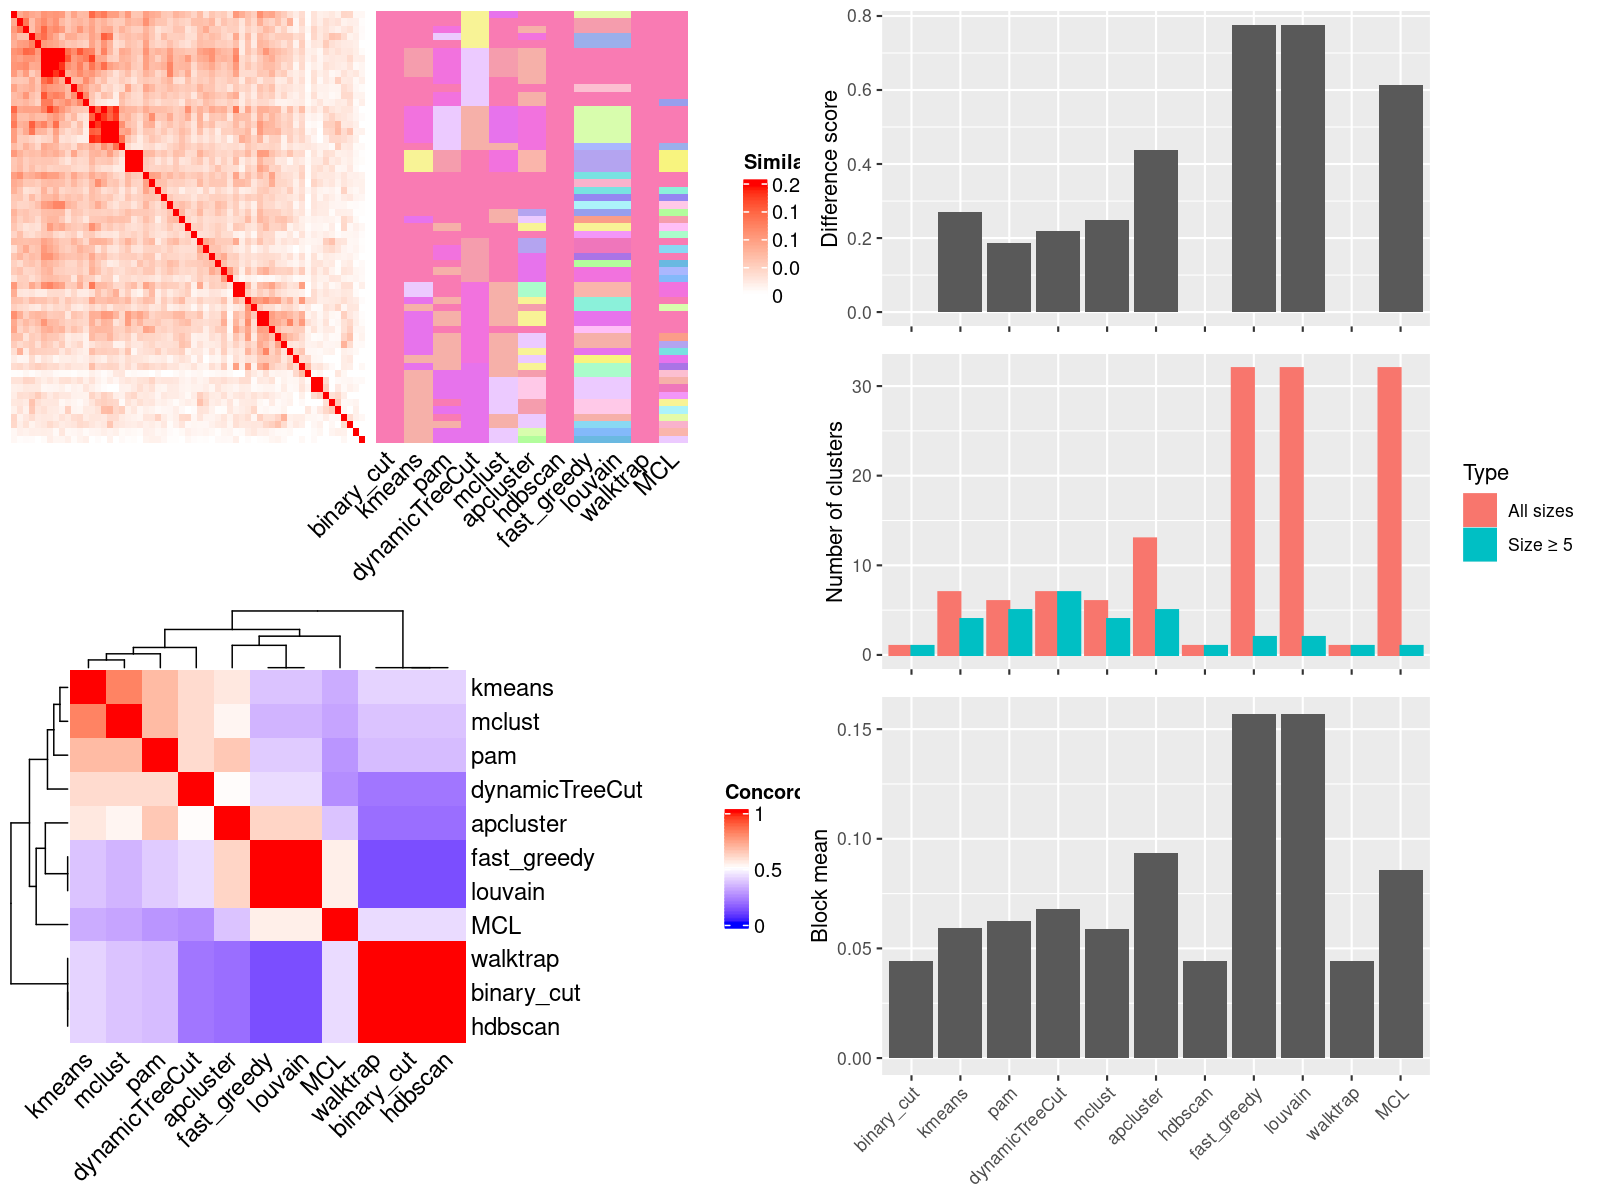 Simila
0.2
0.1
0.1
0.0
0
binary_cut
kmeans
pam
dynamicTreeCut
mclust
apcluster
hdbscan
fast_greedy
louvain
walktrap
MCL
kmeans
mclust
pam
dynamicTreeCut
apcluster
fast_greedy
louvain
MCL
walktrap
binary_cut
hdbscan
kmeans
mclust
pam
dynamicTreeCut
apcluster
fast_greedy
louvain
MCL
walktrap
binary_cut
hdbscan
Concord
1
0.5
0
Difference score
0.8
0.6
0.4
0.2
0.0
Number of clusters
30
20
10
0
Type
All sizes
Size ≥ 5
Block mean
0.15
0.10
0.05
0.00
binary_cut
kmeans
pam
dynamicTreeCut
mclust
apcluster
hdbscan
fast_greedy
louvain
walktrap
MCL